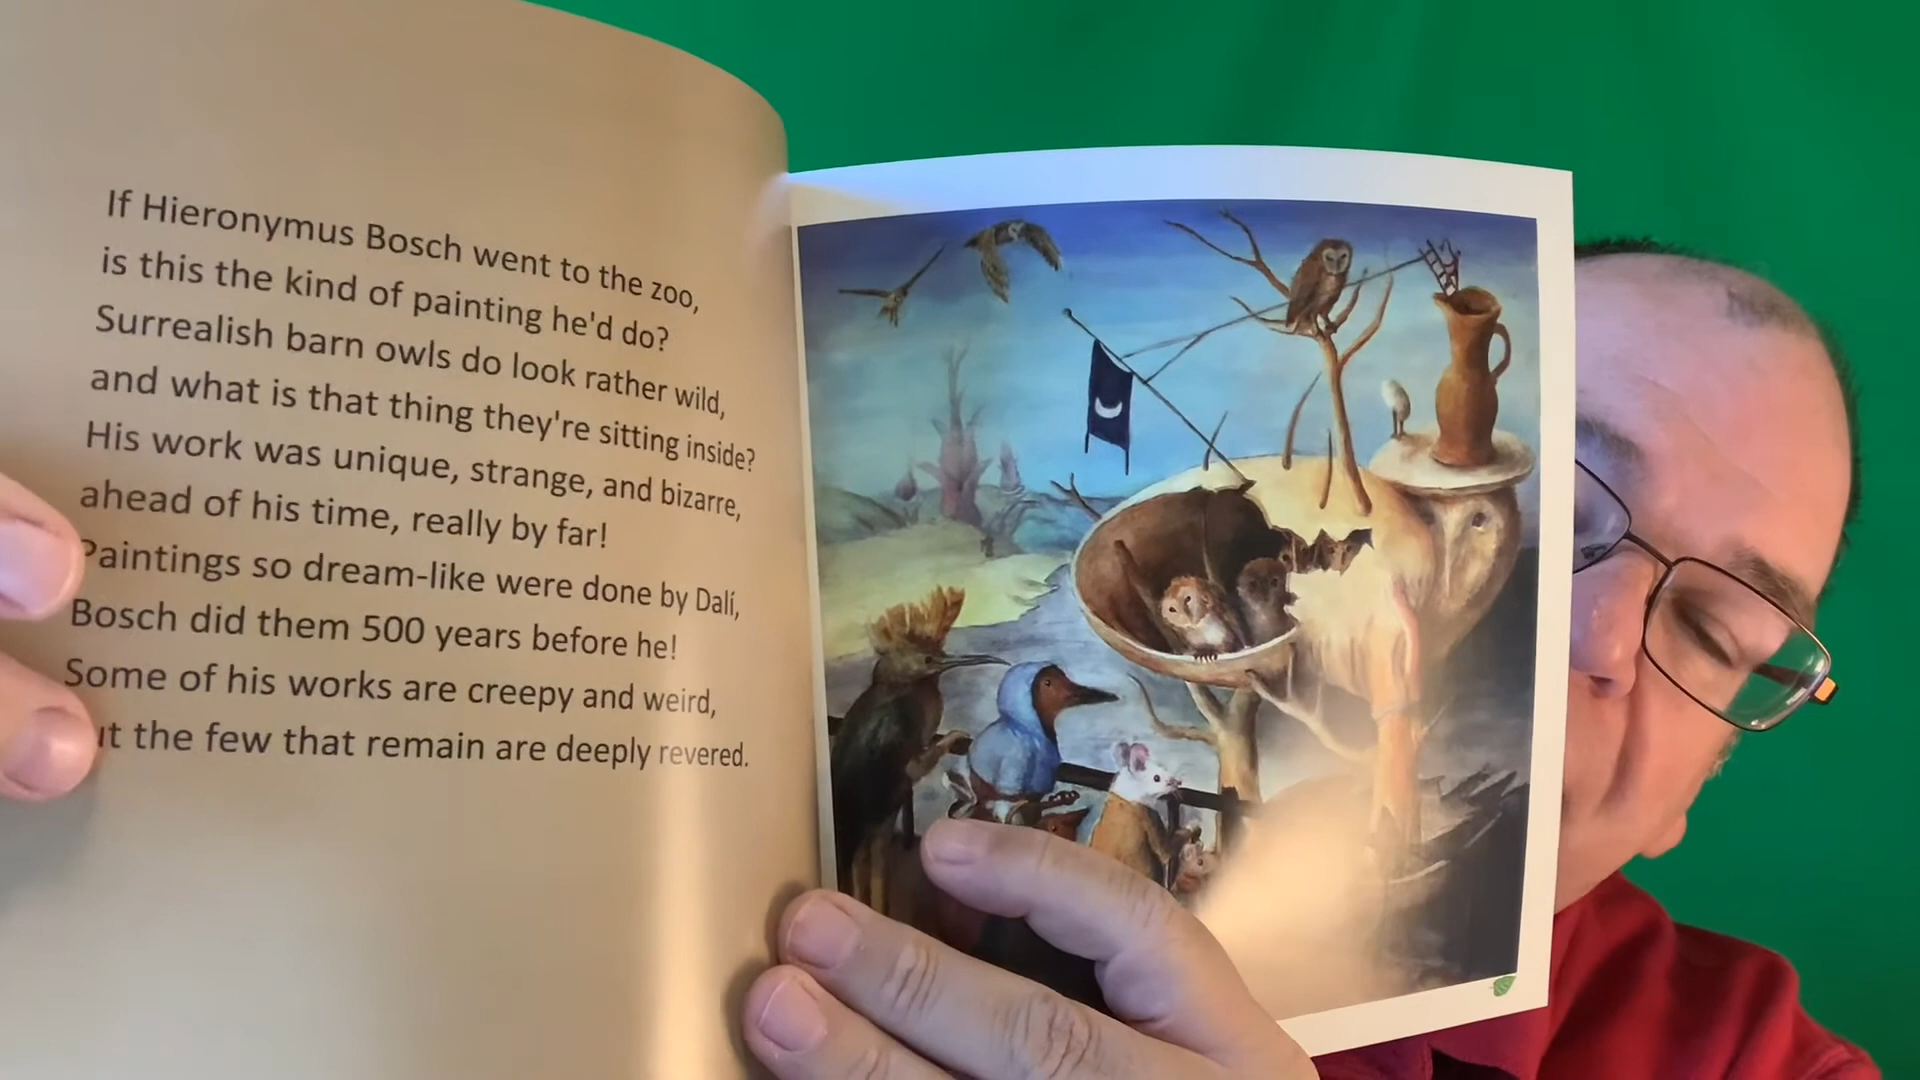 If Hieronymus Bosch went to the zoo,
is this the kind of painting he'd do?
Surrealish barn owls do look rather wild,
and what is that thing they're sitting inside?
His work was unique, strange, and bizarre,
ahead of his time, really by far!
Paintings so dream-like were done by Dalí,
Bosch did them 500 years before he!
Some of his works are creepy and weird,
ut the few that remain are deeply revered.